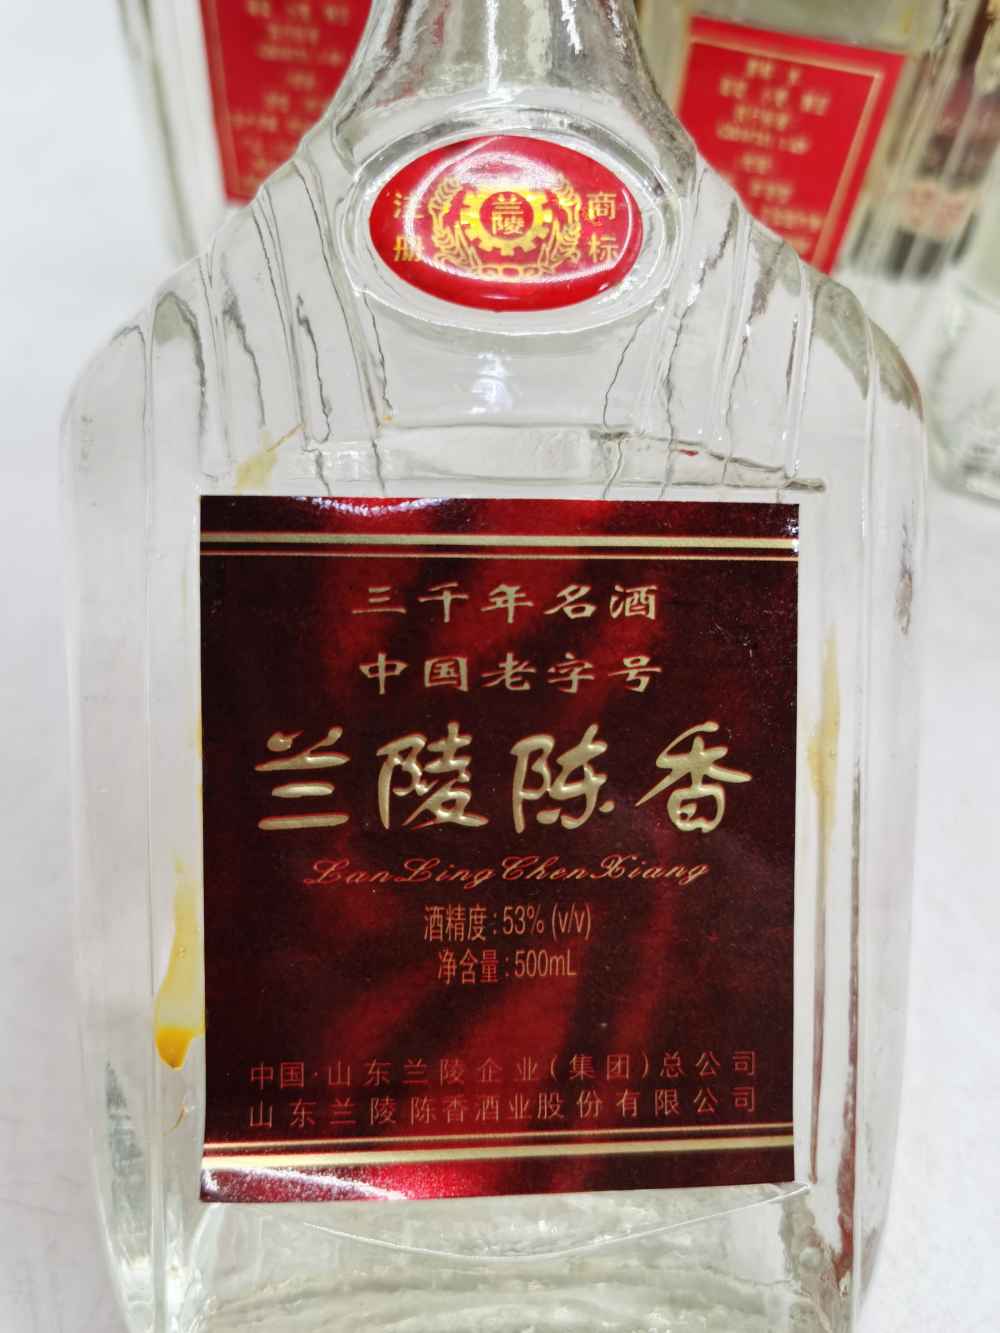 注册 兰陵 商标
三千年名酒
中国老字号
兰陵陈香
LanLingChenXiang
酒精度:53%(v/v)
净含量:500mL
中国·山东兰陵企业(集团)总公司
山东兰陵陈香酒业股份有限公司